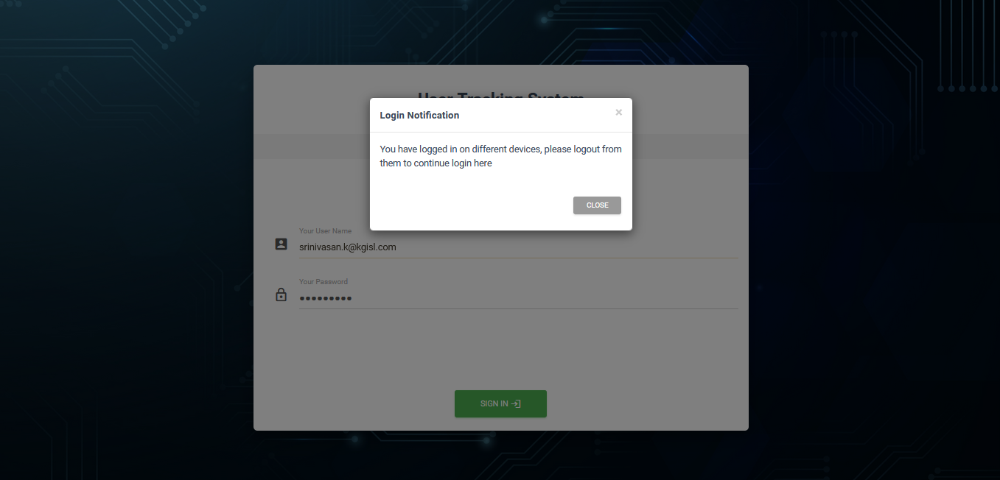 User Tracking System
Login Notification
×
You have logged in on different devices, please logout from
them to continue login here
CLOSE
Your User Name
srinivasan.k@kgisl.com
Your Password
SIGN IN